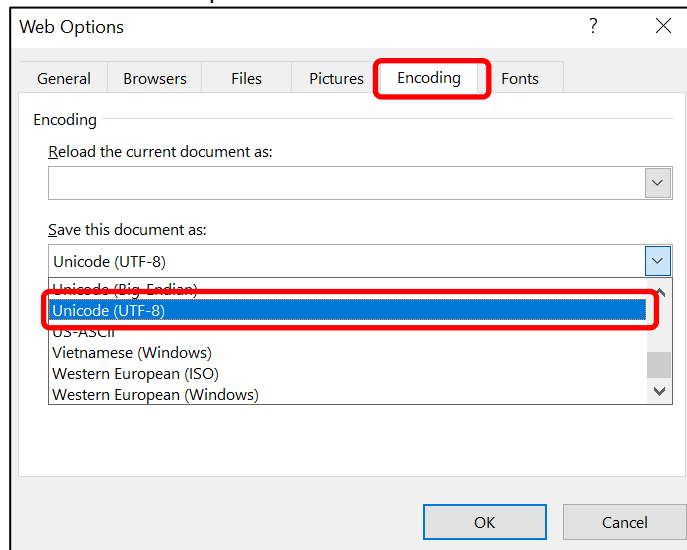 Web Options ? ×
General Browsers Files Pictures Encoding Fonts
Encoding
Reload the current document as:
Save this document as:
Unicode (UTF-8)
Unicode (Big-Endian)
Unicode (UTF-8)
US-ASCII
Vietnamese (Windows)
Western European (ISO)
Western European (Windows)
OK Cancel